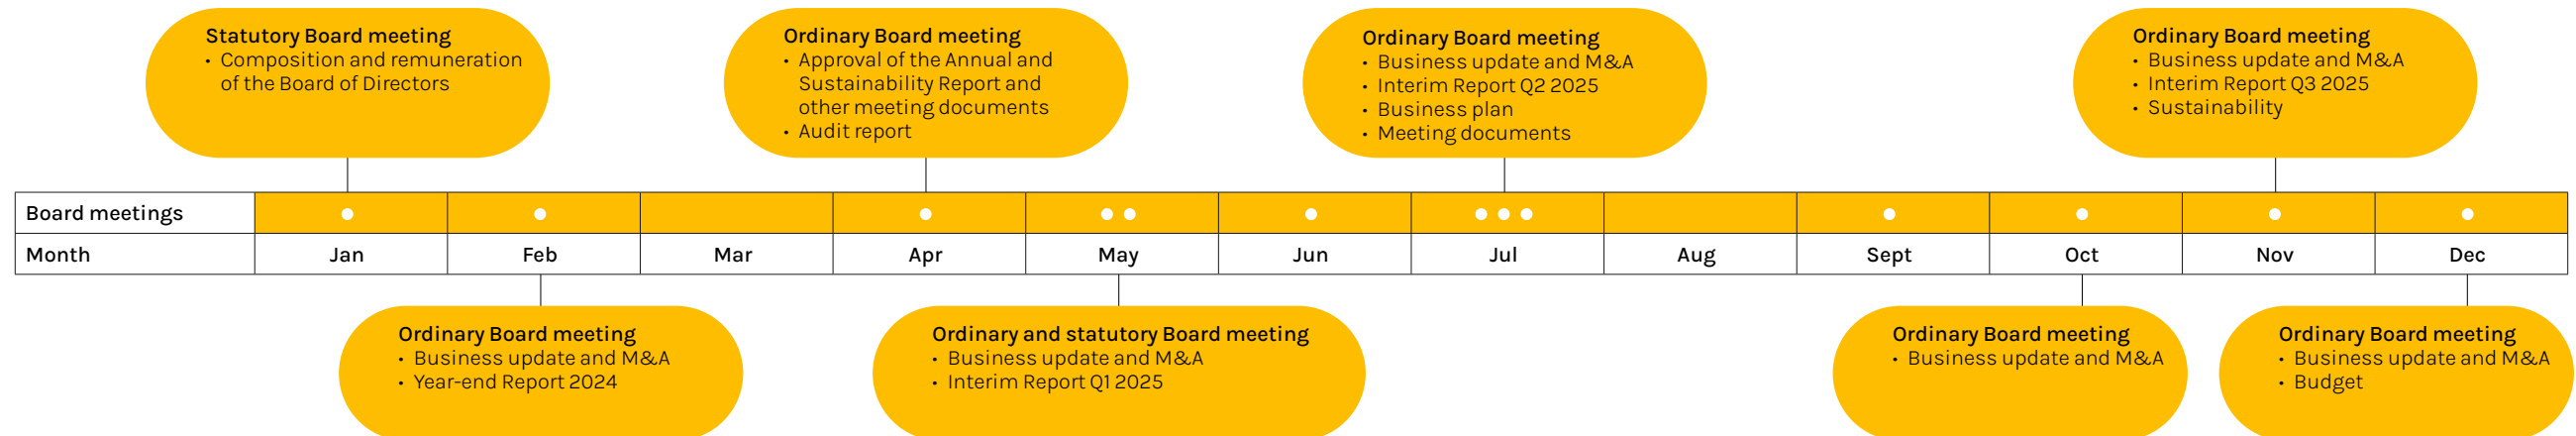 Statutory Board meeting
• Composition and remuneration
of the Board of Directors
Ordinary Board meeting
• Approval of the Annual and
Sustainability Report and
other meeting documents
• Audit report
Ordinary Board meeting
• Business update and M&A
• Interim Report Q2 2025
• Business plan
• Meeting documents
Ordinary Board meeting
• Business update and M&A
• Interim Report Q3 2025
• Sustainability
Board meetings
Month Jan Feb Mar Apr May Jun Jul Aug Sept Oct Nov Dec
Ordinary Board meeting
• Business update and M&A
• Year-end Report 2024
Ordinary and statutory Board meeting
• Business update and M&A
• Interim Report Q1 2025
Ordinary Board meeting
• Business update and M&A
Ordinary Board meeting
• Business update and M&A
• Budget